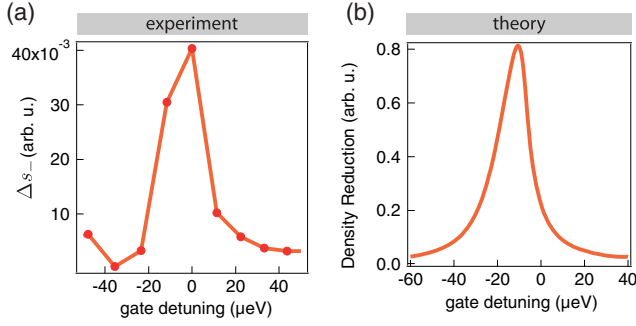 (a)
experiment
40x10⁻³
30
20
10
Δs₋ (arb. u.)
-40
-20
0
20
40
gate detuning (µeV)
(b)
theory
0.8
0.6
0.4
0.2
0.0
Density Reduction (arb. u.)
-60
-40
-20
0
20
40
gate detuning (µeV)